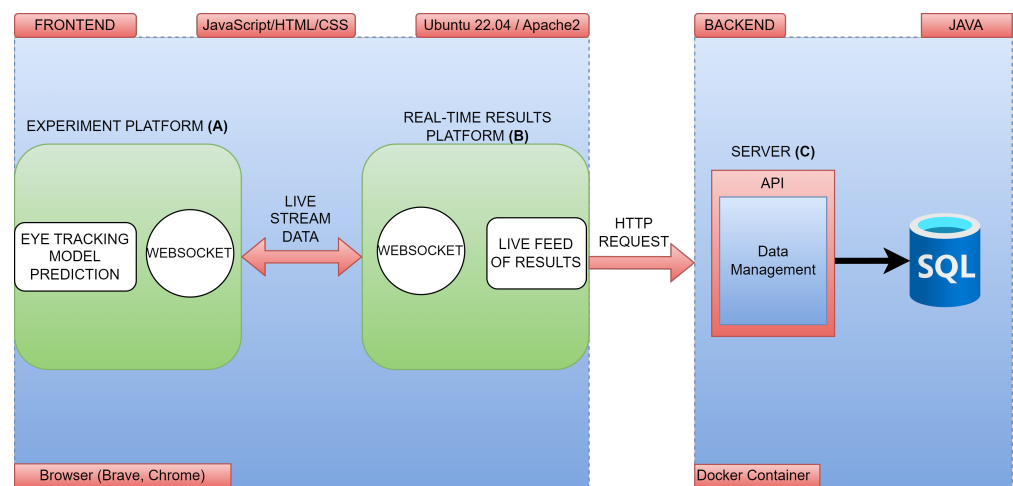 FRONTEND
JavaScript/HTML/CSS
Ubuntu 22.04 / Apache2
BACKEND
JAVA
EXPERIMENT PLATFORM (A)
REAL-TIME RESULTS
PLATFORM (B)
EYE TRACKING
MODEL
PREDICTION
WEBSOCKET
LIVE
STREAM
DATA
WEBSOCKET
LIVE FEED
OF RESULTS
HTTP
REQUEST
SERVER (C)
API
Data
Management
SQL
Browser (Brave, Chrome)
Docker Container